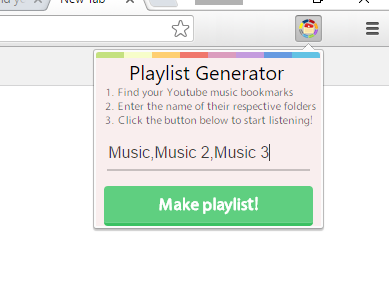 New Tab
Playlist Generator
1. Find your Youtube music bookmarks
2. Enter the name of their respective folders
3. Click the button below to start listening!
Music,Music 2,Music 3
Make playlist!